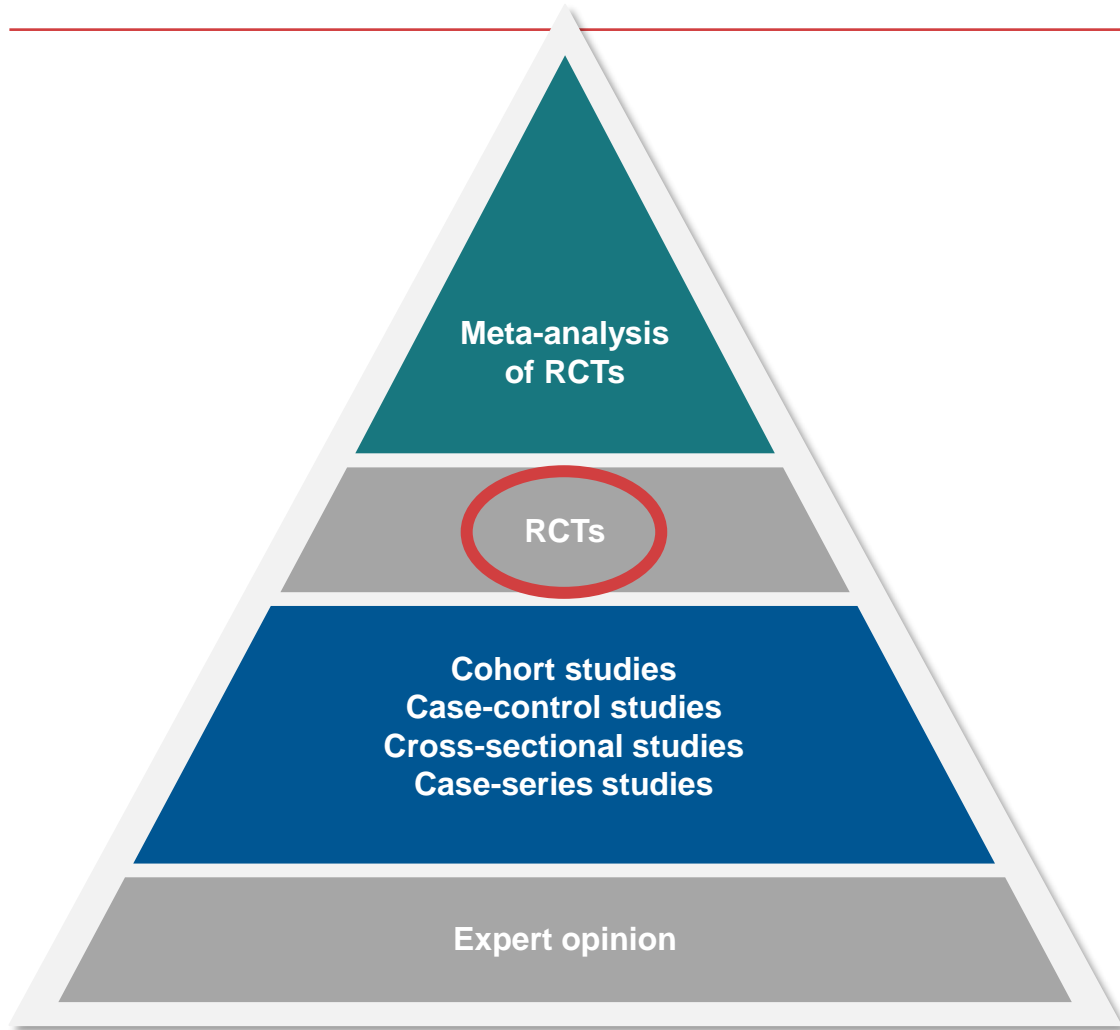 Meta-analysis
of RCTs
RCTs
Cohort studies
Case-control studies
Cross-sectional studies
Case-series studies
Expert opinion